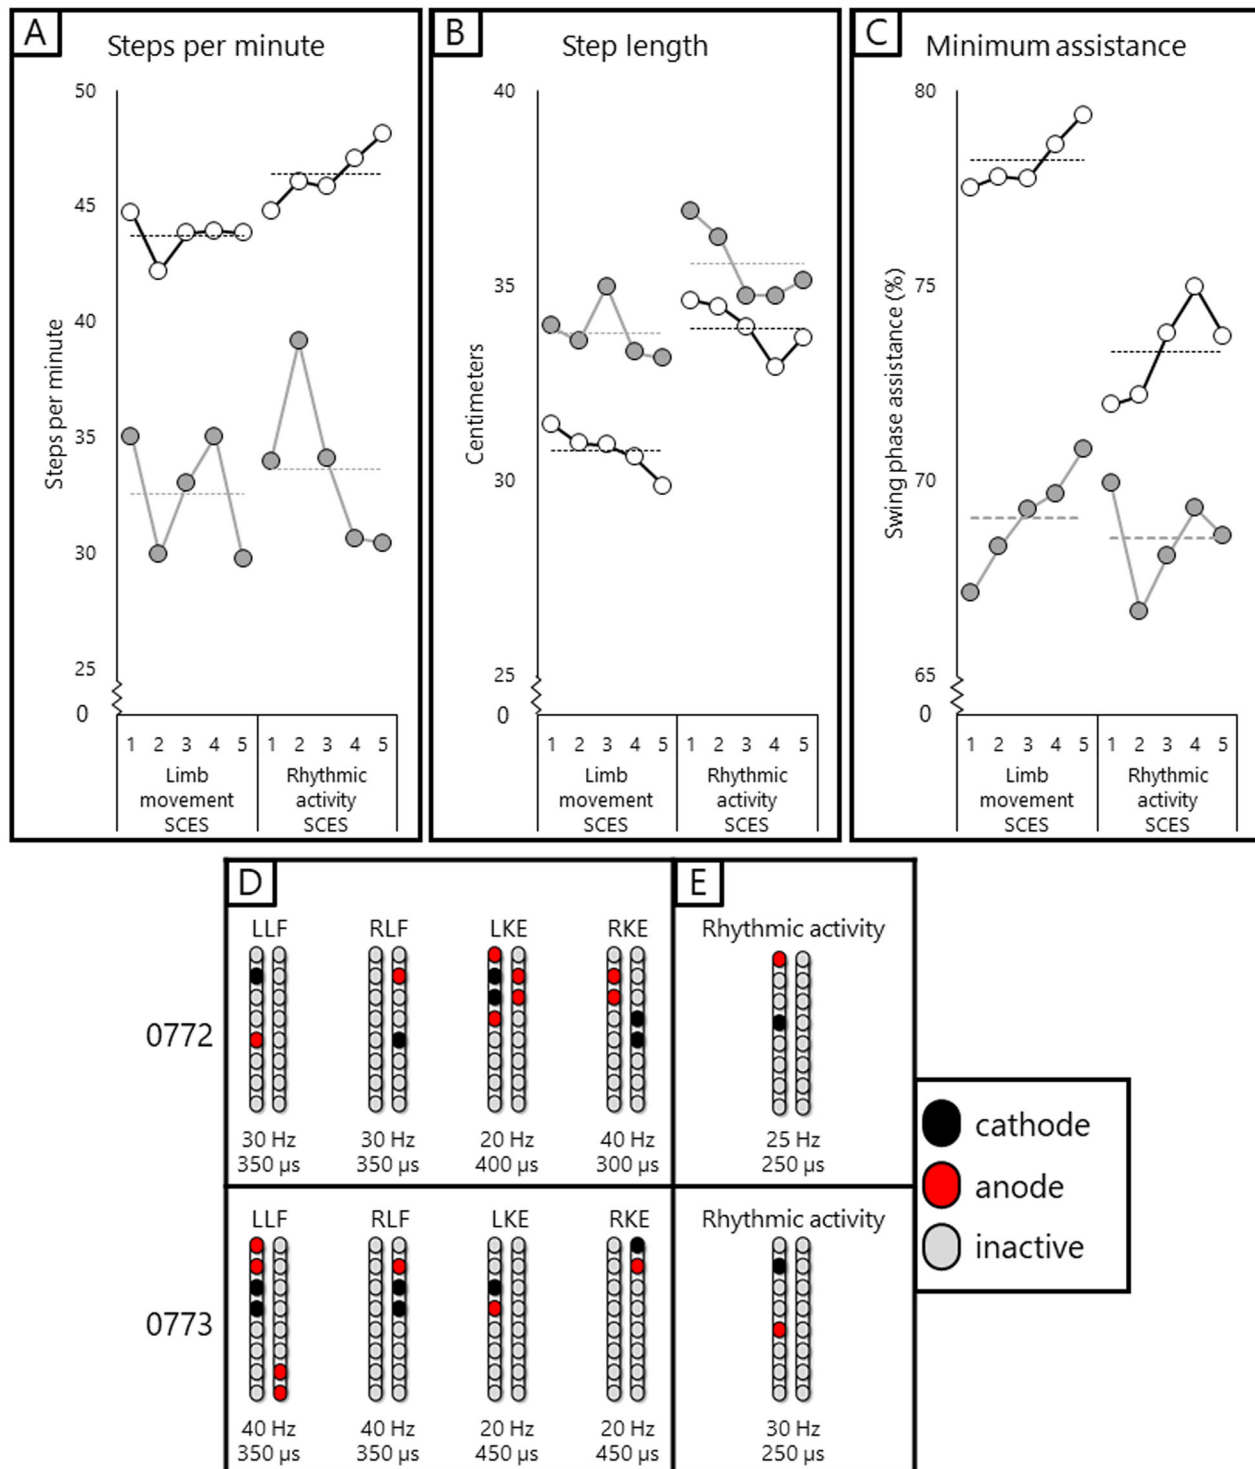 A Steps per minute
50
45
40
35
30
25
0
Steps per minute
1 2 3 4 5 1 2 3 4 5
Limb Rhythmic
movement activity
SCES SCES
B Step length
40
35
30
25
0
Centimeters
1 2 3 4 5 1 2 3 4 5
Limb Rhythmic
movement activity
SCES SCES
C Minimum assistance
80
75
70
65
0
Swing phase assistance (%)
1 2 3 4 5 1 2 3 4 5
Limb Rhythmic
movement activity
SCES SCES
D
E
LLF RLF LKE RKE Rhythmic activity
0772
30 Hz 30 Hz 20 Hz 40 Hz 25 Hz
350 µs 350 µs 400 µs 300 µs 250 µs
LLF RLF LKE RKE Rhythmic activity
0773
40 Hz 40 Hz 20 Hz 20 Hz 30 Hz
350 µs 350 µs 450 µs 450 µs 250 µs
cathode
anode
inactive